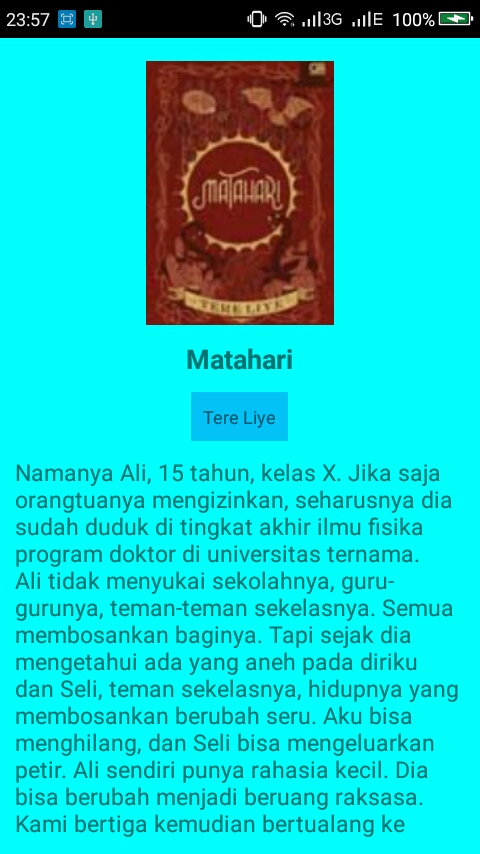 23:57
3G
E
100%
MATAHARI
TERE LIYE
Matahari
Tere Liye
Namanya Ali, 15 tahun, kelas X. Jika saja
orangtuanya mengizinkan, seharusnya dia
sudah duduk di tingkat akhir ilmu fisika
program doktor di universitas ternama.
Ali tidak menyukai sekolahnya, guru-
gurunya, teman-teman sekelasnya. Semua
membosankan baginya. Tapi sejak dia
mengetahui ada yang aneh pada diriku
dan Seli, teman sekelasnya, hidupnya yang
membosankan berubah seru. Aku bisa
menghilang, dan Seli bisa mengeluarkan
petir. Ali sendiri punya rahasia kecil. Dia
bisa berubah menjadi beruang raksasa.
Kami bertiga kemudian bertualang ke